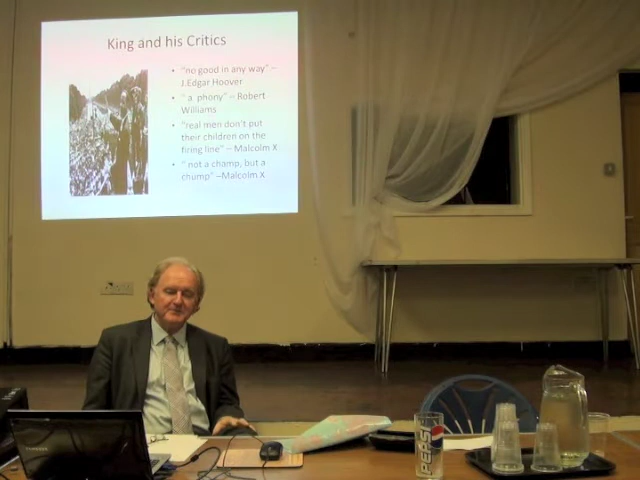 King and his Critics
• "no good in any way" –
J.Edgar Hoover
• " a phony" – Robert
Williams
• "real men don't put
their children on the
firing line" – Malcolm X
• " not a champ, but a
chump" –Malcolm X
PEPSI